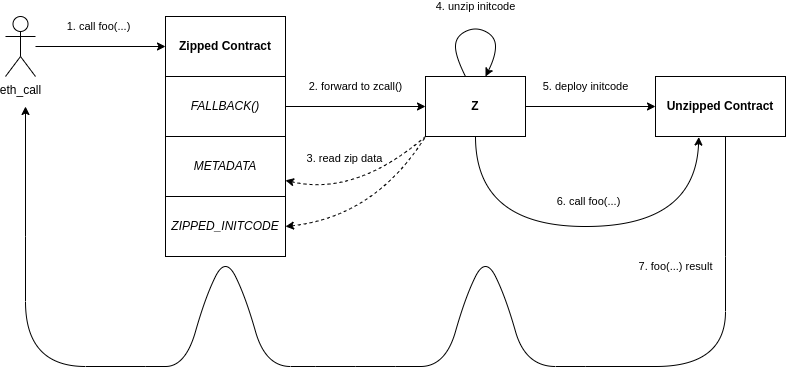 4. unzip initcode
1. call foo(...)
Zipped Contract
eth_call
2. forward to zcall()
5. deploy initcode
FALLBACK()
Z
Unzipped Contract
3. read zip data
METADATA
6. call foo(...)
ZIPPED_INITCODE
7. foo(...) result